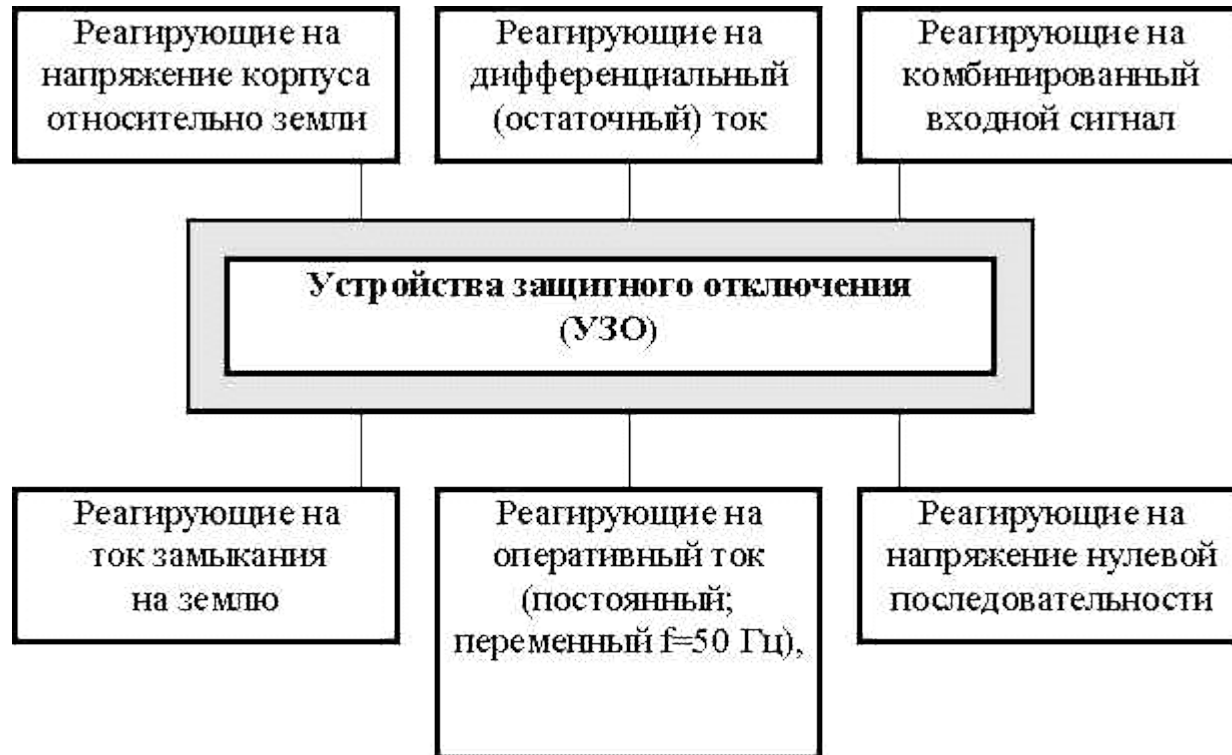 Реагирующие на
напряжение корпуса
относительно земли
Реагирующие на
дифференциальный
(остаточный) ток
Реагирующие на
комбинированный
входной сигнал
Устройства защитного отключения
(УЗО)
Реагирующие на
ток замыкания
на землю
Реагирующие на
оперативный ток
(постоянный;
переменный f=50 Гц),
Реагирующие на
напряжение нулевой
последовательности